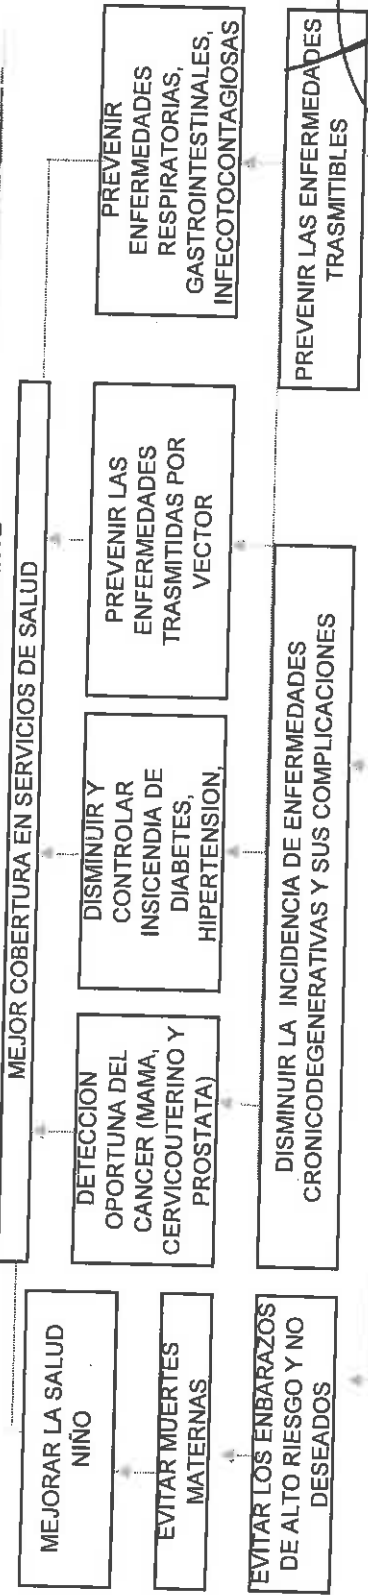 MEJOR COBERTURA EN SERVICIOS DE SALUD
MEJORAR LA SALUD
NIÑO
DETECCION
OPORTUNA DEL
CANCER (MAMA,
CERVICOUTERINO Y
PROSTATA)
DISMINUIR Y
CONTROLAR
INSICENDIA DE
DIABETES,
HIPERTENSION,
PREVENIR LAS
ENFERMEDADES
TRASMITIDAS POR
VECTOR
PREVENIR
ENFERMEDADES
RESPIRATORIAS,
GASTROINTESTINALES,
INFECOTOCONTAGIOSAS
EVITAR MUERTES
MATERNAS
EVITAR LOS ENBARAZOS
DE ALTO RIESGO Y NO
DESEADOS
DISMINUIR LA INCIDENCIA DE ENFERMEDADES
CRONICODEGENERATIVAS Y SUS COMPLICACIONES
PREVENIR LAS ENFERMEDADES
TRASMITIBLES